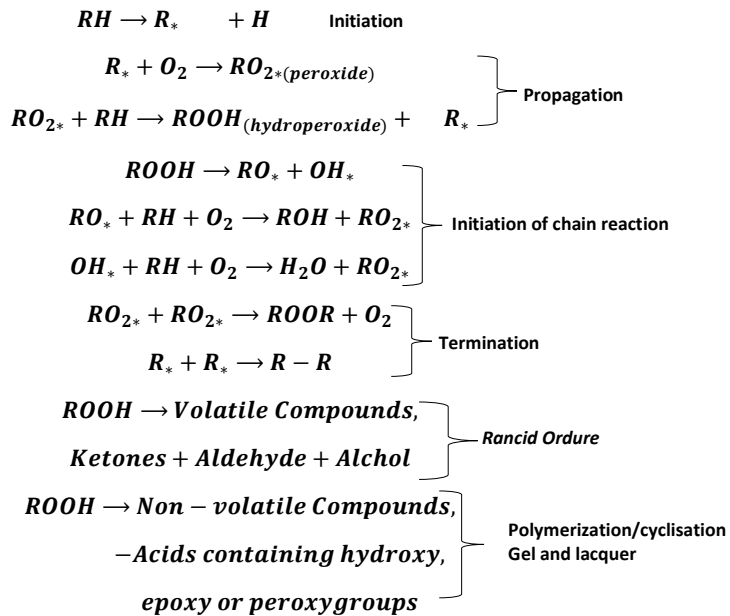 RH → R* + H Initiation
R* + O2 → RO2*(peroxide)
Propagation
RO2* + RH → ROOH(hydroperoxide) + R*
ROOH → RO* + OH*
RO* + RH + O2 → ROH + RO2*
Initiation of chain reaction
OH* + RH + O2 → H2O + RO2*
RO2* + RO2* → ROOR + O2
Termination
R* + R* → R − R
ROOH → Volatile Compounds,
Rancid Ordure
Ketones + Aldehyde + Alchol
ROOH → Non − volatile Compounds,
Polymerization/cyclisation
−Acids containing hydroxy,
Gel and lacquer
epoxy or peroxygroups